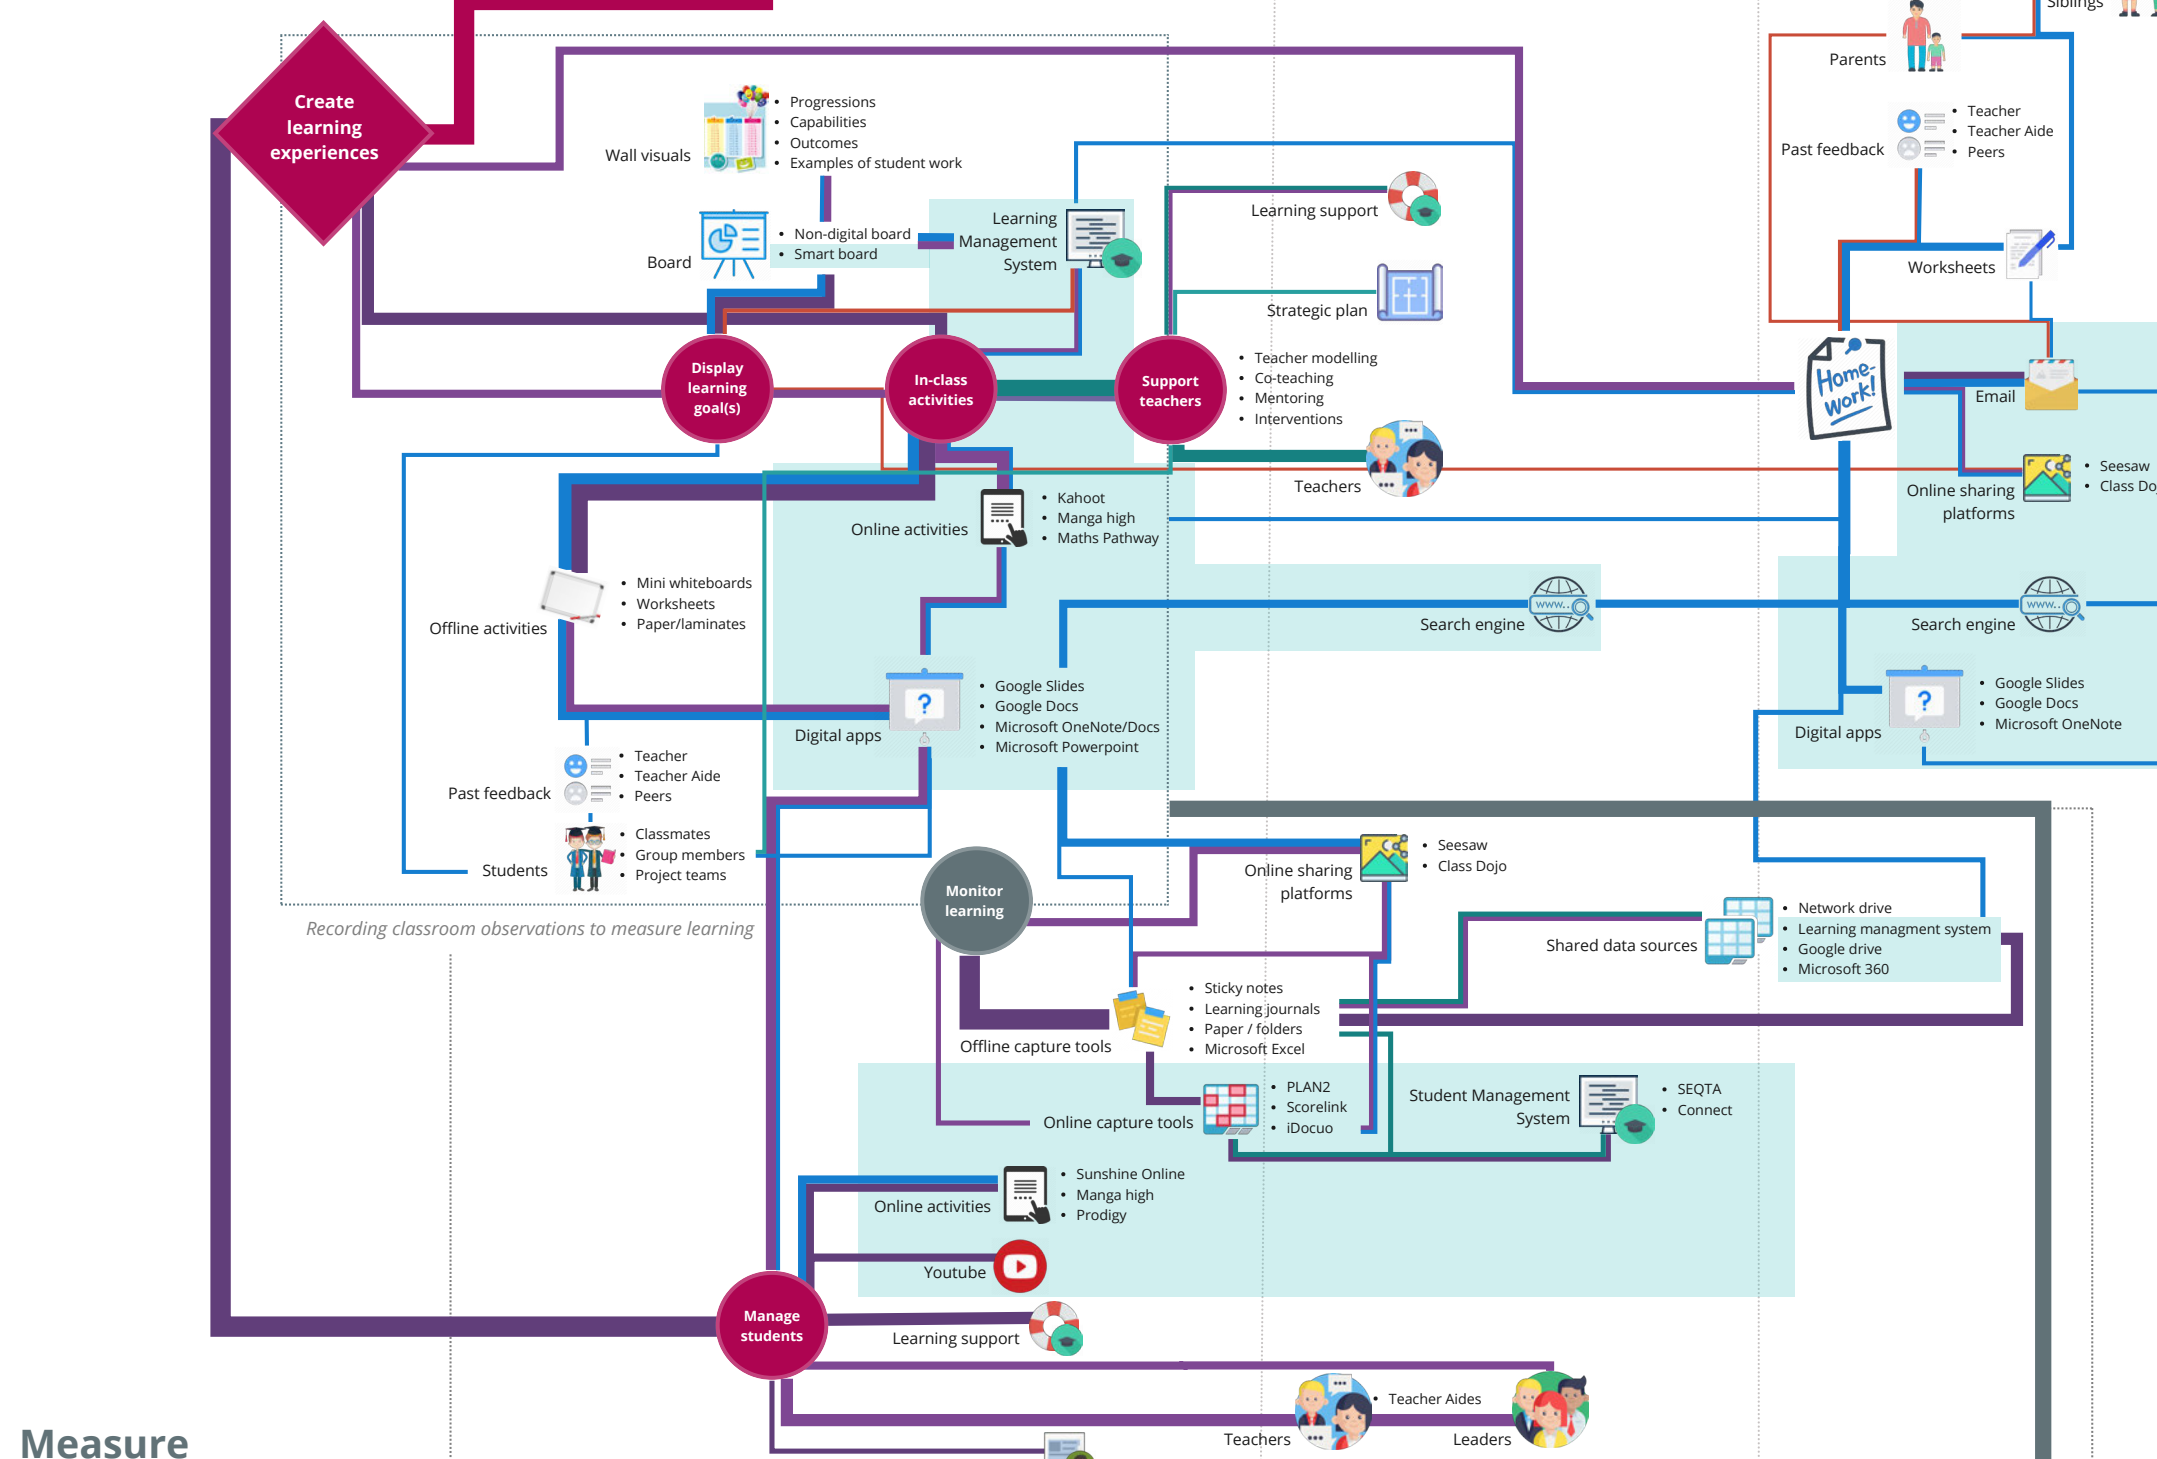 Siblings
Parents
Create
learning
experiences
Progressions
Capabilities
Outcomes
Examples of student work
Wall visuals
Teacher
Teacher Aide
Peers
Past feedback
Learning
Management
System
Non-digital board
Smart board
Board
Learning support
Worksheets
Strategic plan
Display
learning
goal(s)
In-class
activities
Support
teachers
Teacher modelling
Co-teaching
Mentoring
Interventions
Home-
work!
Email
Teachers
Online sharing
platforms
Seesaw
Class Do
Online activities
Kahoot
Manga high
Maths Pathway
Offline activities
Mini whiteboards
Worksheets
Paper/laminates
Search engine
www..
Search engine
www..
Digital apps
?
Google Slides
Google Docs
Microsoft OneNote/Docs
Microsoft Powerpoint
Digital apps
?
Google Slides
Google Docs
Microsoft OneNote
Past feedback
Teacher
Teacher Aide
Peers
Students
Classmates
Group members
Project teams
Recording classroom observations to measure learning
Monitor
learning
Online sharing
platforms
Seesaw
Class Dojo
Shared data sources
Network drive
Learning managment system
Google drive
Microsoft 360
Offline capture tools
Sticky notes
Learning journals
Paper / folders
Microsoft Excel
Online capture tools
PLAN2
Scorelink
iDocuo
Student Management
System
SEQTA
Connect
Online activities
Sunshine Online
Manga high
Prodigy
Youtube
Manage
students
Learning support
Teachers
Teacher Aides
Leaders
Measure